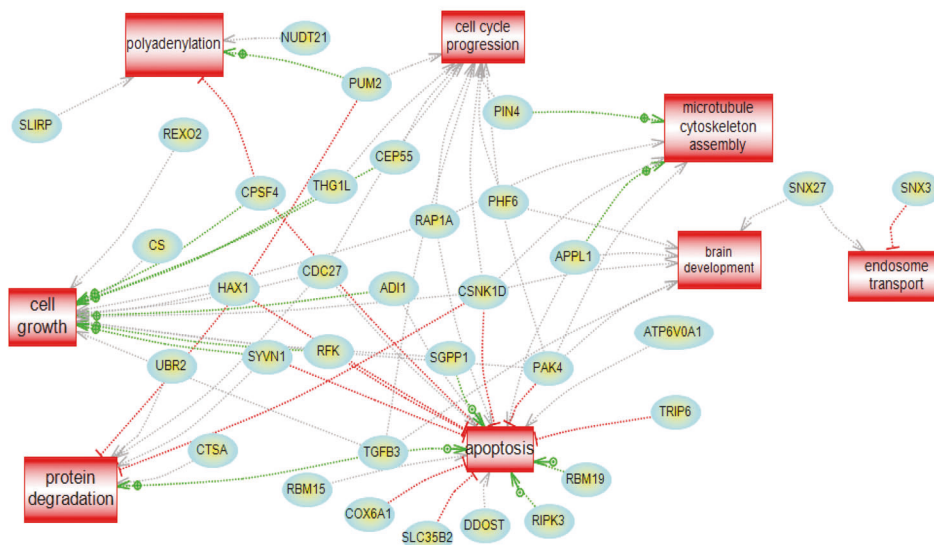 polyadenylation
NUDT21
cell cycle
progression
PUM2
SLIRP
PIN4
microtubule
cytoskeleton
assembly
REXO2
CEP55
CPSF4
THG1L
SNX27
SNX3
RAP1A
PHF6
CS
APPL1
brain
development
endosome
transport
CDC27
HAX1
ADI1
CSNK1D
cell
growth
ATP6V0A1
UBR2
SYVN1
RFK
SGPP1
PAK4
TRIP6
CTSA
TGFB3
apoptosis
protein
degradation
RBM15
RBM19
COX6A1
SLC35B2
DDOST
RIPK3